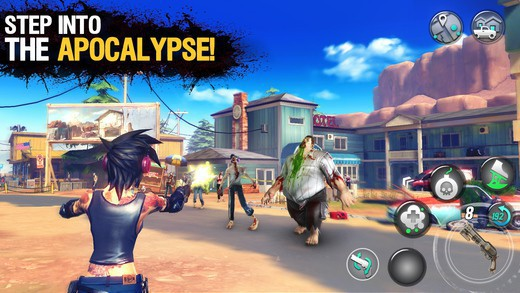 STEP INTO
THE APOCALYPSE!
8
192